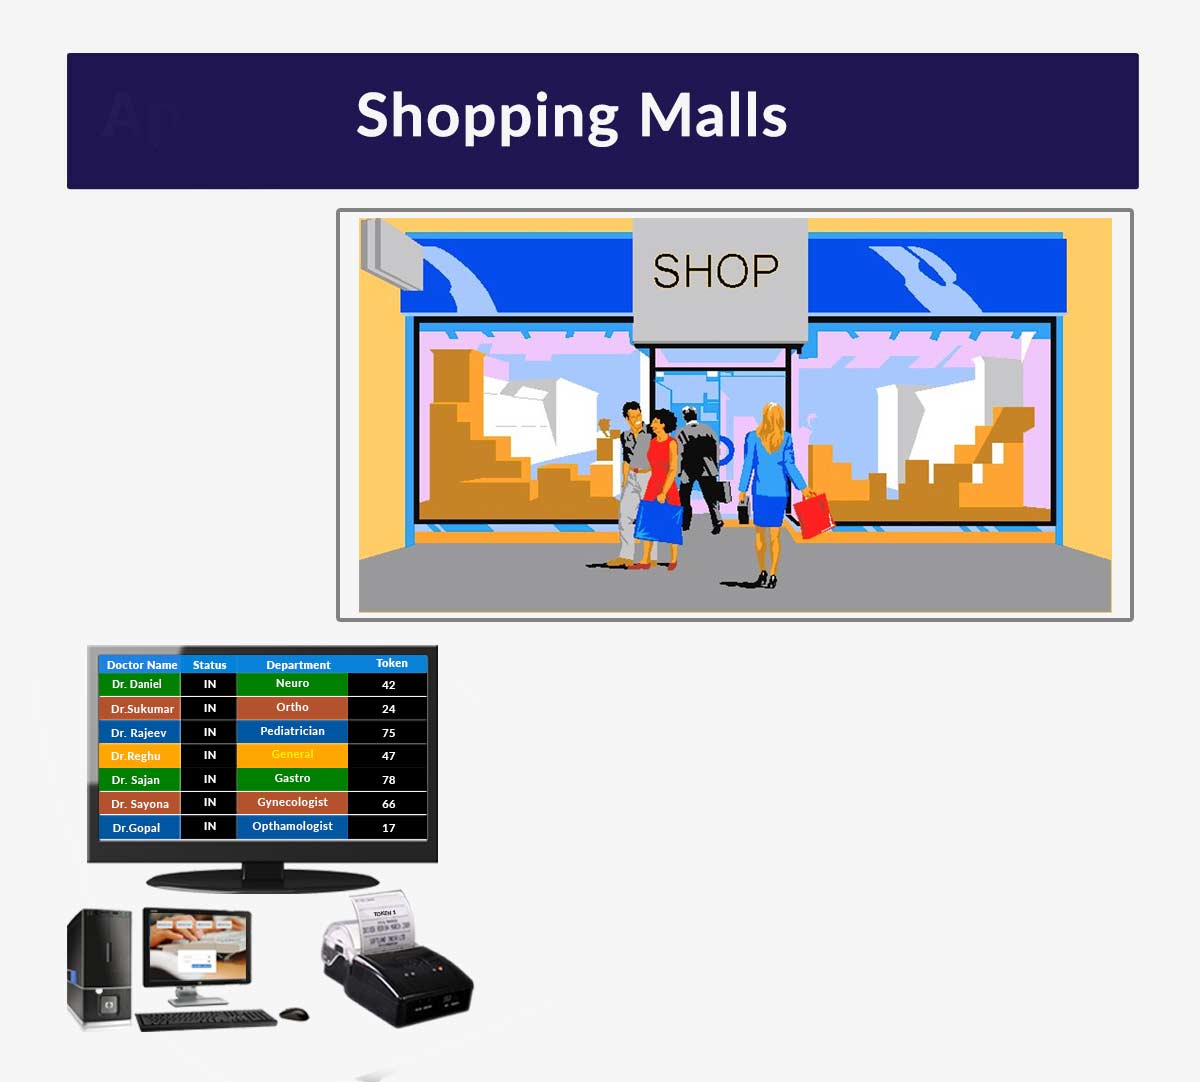 Ap
Shopping Malls
SHOP
Doctor Name Status Department Token
Dr. Daniel IN Neuro 42
Dr.Sukumar IN Ortho 24
Dr. Rajeev IN Pediatrician 75
Dr.Reghu IN General 47
Dr. Sajan IN Gastro 78
Dr. Sayona IN Gynecologist 66
Dr.Gopal IN Opthamologist 17
TOKEN 1